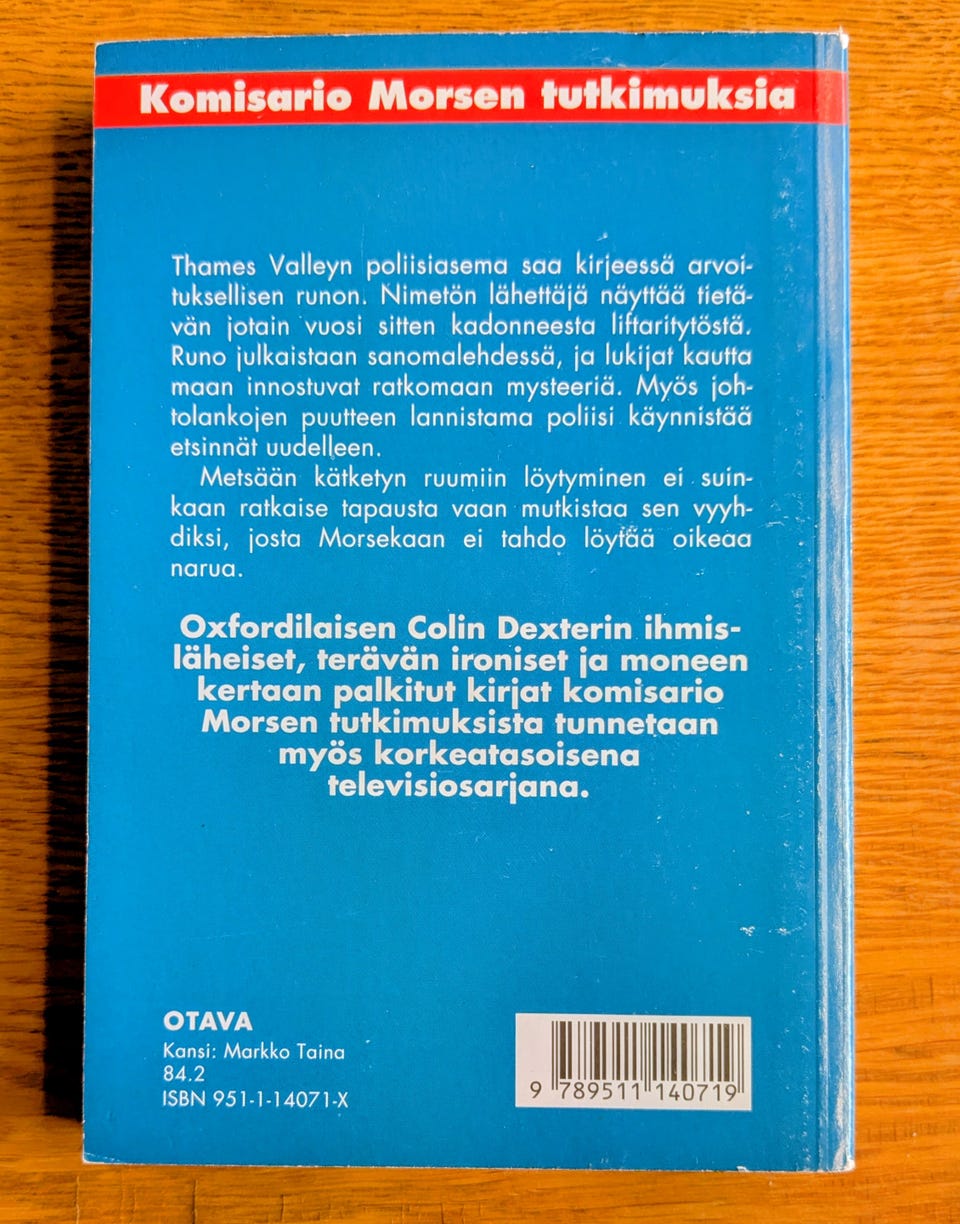 Komisario Morsen tutkimuksia
Thames Valleyn poliisiasema saa kirjeessä arvoi-
tuksellisen runon. Nimetön lähettäjä näyttää tietä-
vän jotain vuosi sitten kadonneesta liftaritytöstä.
Runo julkaistaan sanomalehdessä, ja lukijat kautta
maan innostuvat ratkomaan mysteeriä. Myös joh-
tolankojen puutteen lannistama poliisi käynnistää
etsinnät uudelleen.
Metsään kätketyn ruumiin löytyminen ei suin-
kaan ratkaise tapausta vaan mutkistaa sen vyyh-
diksi, josta Morsekaan ei tahdo löytää oikeaa
narua.
Oxfordilaisen Colin Dexterin ihmis-
läheiset, terävän ironiset ja moneen
kertaan palkitut kirjat komisario
Morsen tutkimuksista tunnetaan
myös korkeatasoisena
televisiosarjana.
OTAVA
Kansi: Markko Taina
84.2
ISBN 951-1-14071-X
9 789511 140719